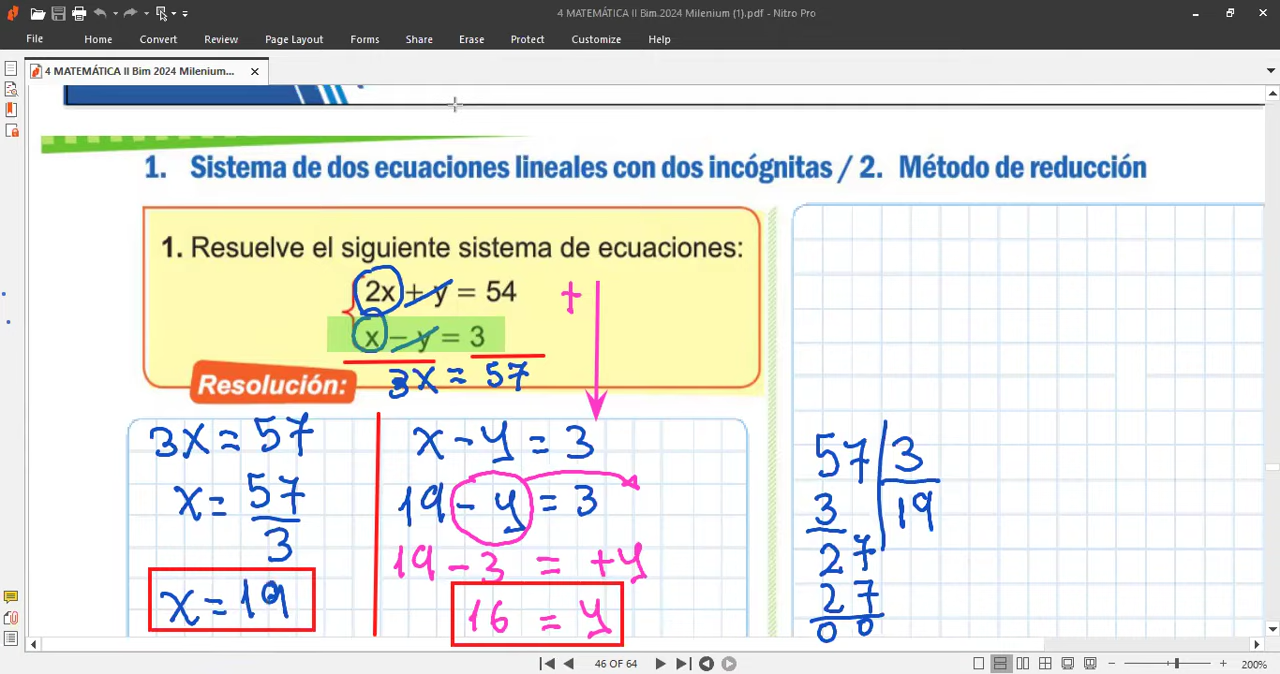 4 MATEMÁTICA II Bim.2024 Milenium (1).pdf - Nitro Pro
File Home Convert Review Page Layout Forms Share Erase Protect Customize Help
4 MATEMÁTICA II Bim 2024 Milenium...
1. Sistema de dos ecuaciones lineales con dos incógnitas / 2. Método de reducción
1. Resuelve el siguiente sistema de ecuaciones:
2x + y = 54 +
x - y = 3
3x = 57
Resolución:
3x = 57
x = 57
3
x = 19
x - y = 3
19 - y = 3
19 - 3 = + y
16 = y
57 3
3 19
27
27
00
46 OF 64
200%